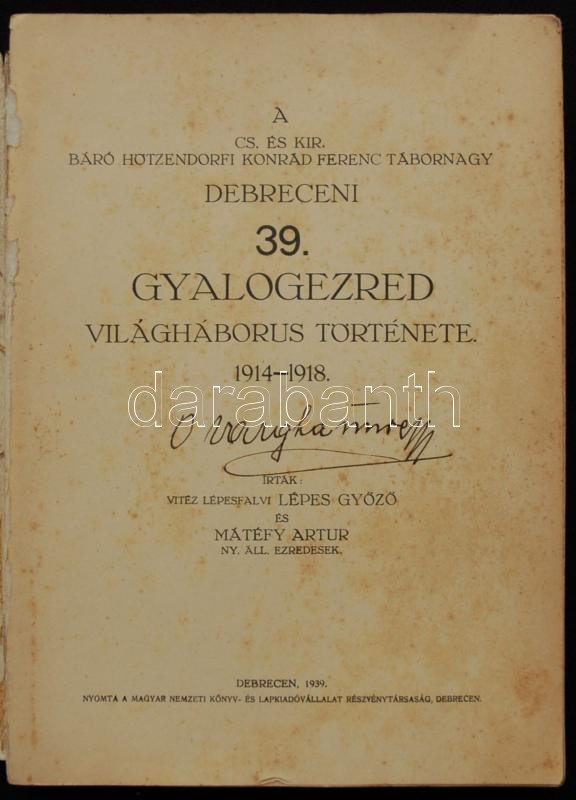 A
CS. ÉS KIR.
BÁRÓ HÖTZENDORFI KONRÁD FERENC TÁBORNAGY
DEBRECENI
39.
GYALOGEZRED
VILÁGHÁBORUS TÖRTÉNETE.
1914—1918.
darabanth
IRTÁK:
VITÉZ LÉPESFALVI LÉPES GYŐZŐ
ÉS
MÁTÉFY ARTUR
NY. ÁLL. EZREDESEK.
DEBRECEN, 1939.
NYOMTA A MAGYAR NEMZETI KÖNYV- ÉS LAPKIADÓVÁLLALAT RÉSZVÉNYTÁRSASÁG, DEBRECEN.